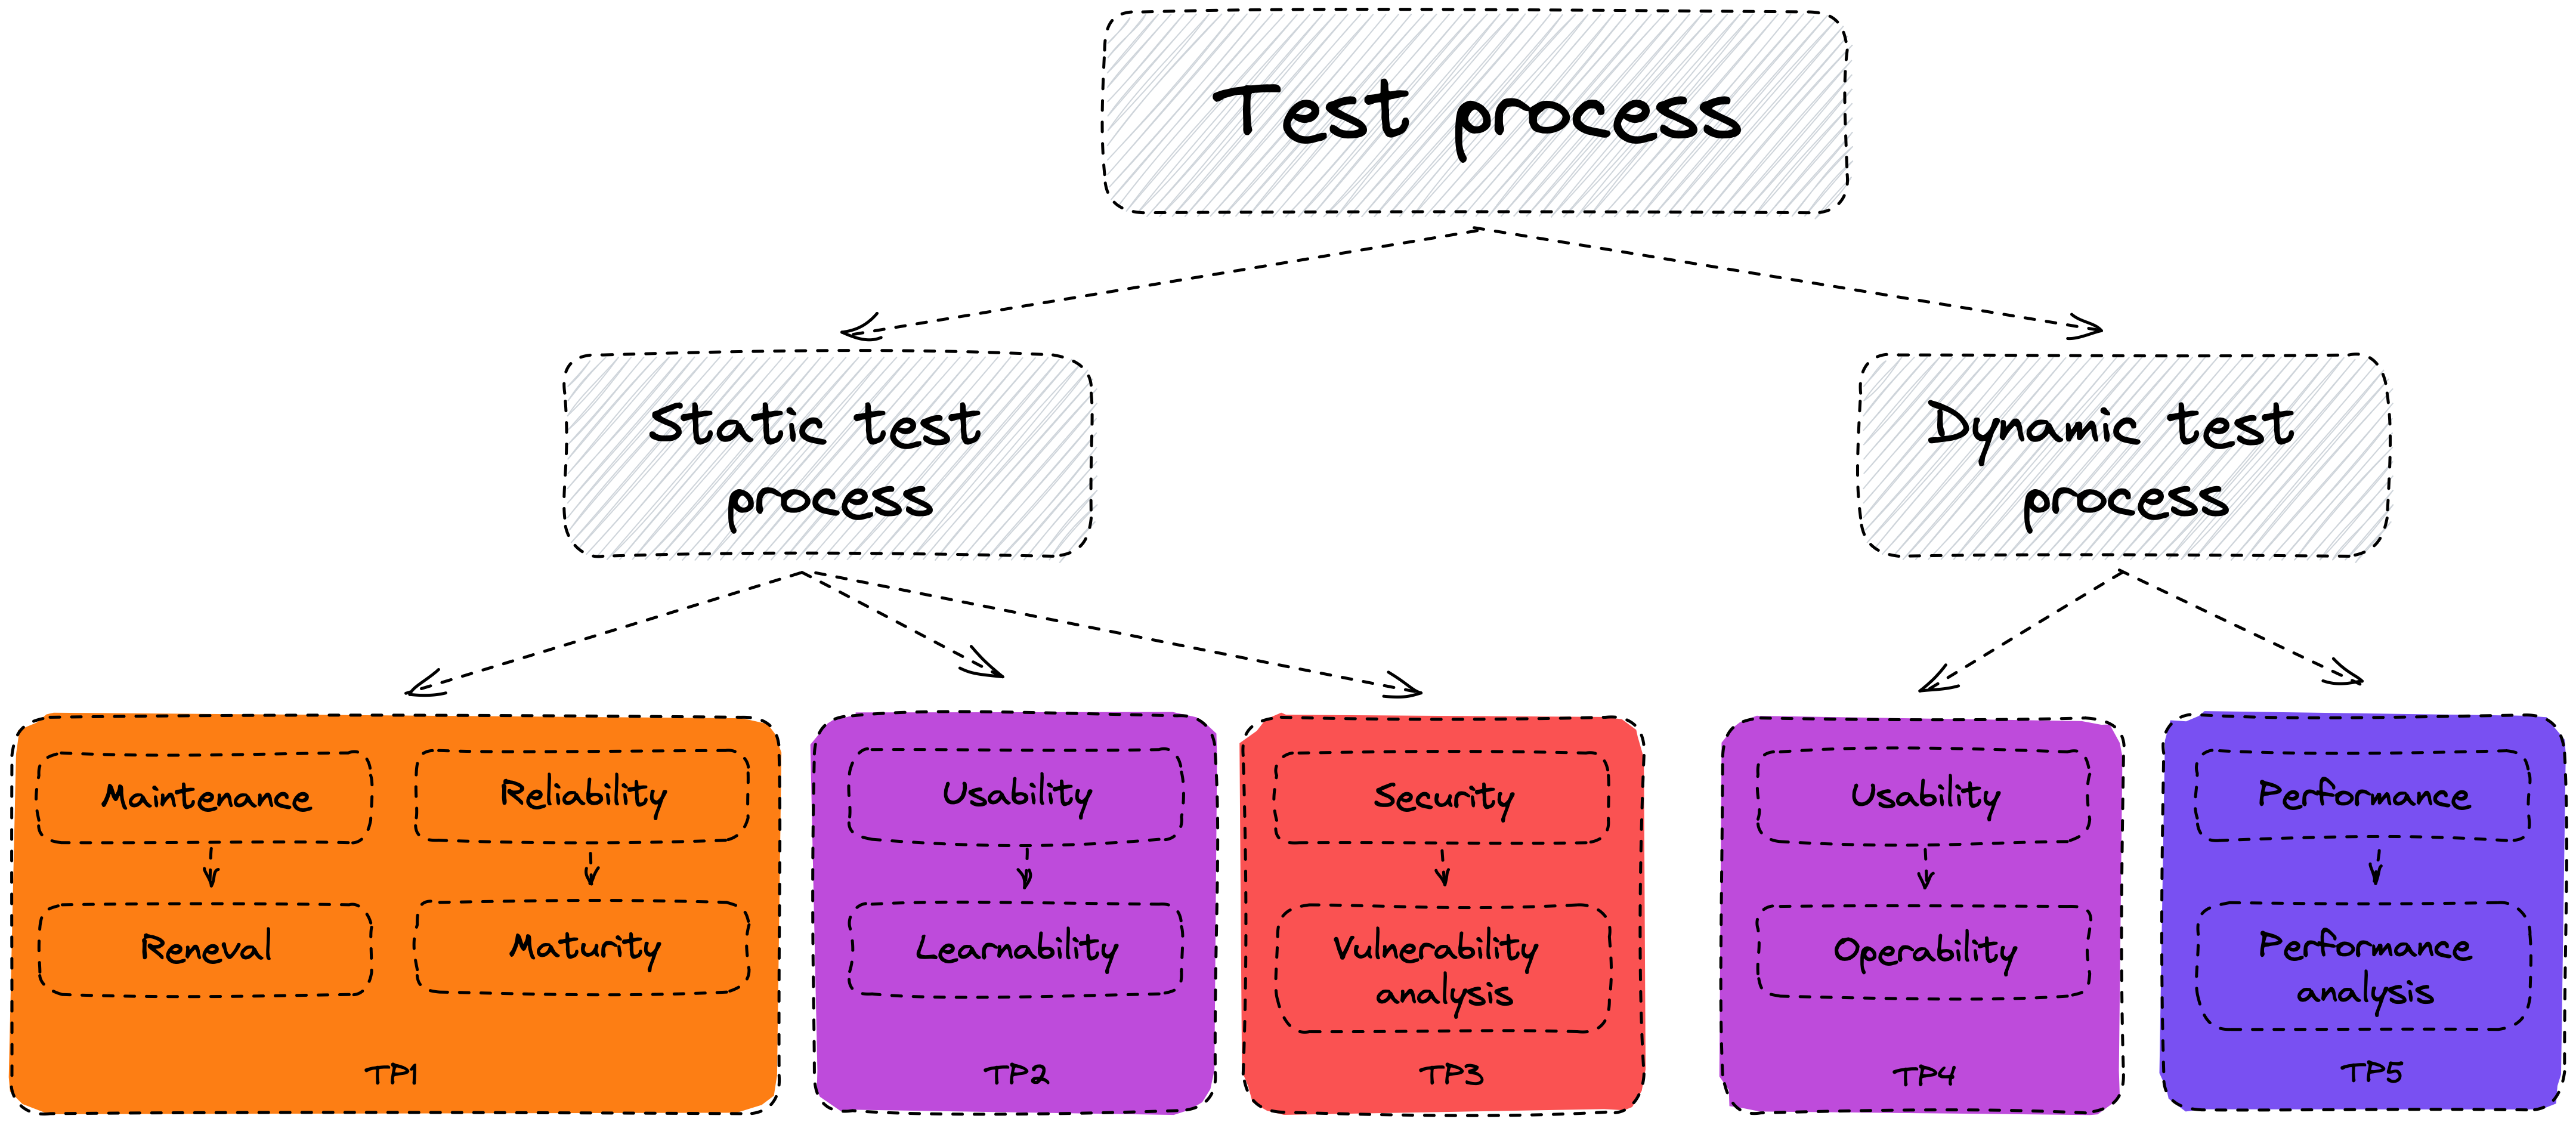 Test process
Static test
process
Dynamic test
process
Maintenance
Reliability
Usability
Security
Usability
Performance
Reneval
Maturity
Learnability
Vulnerability
analysis
Operability
Performance
analysis
TP1
TP2
TP3
TP4
TP5